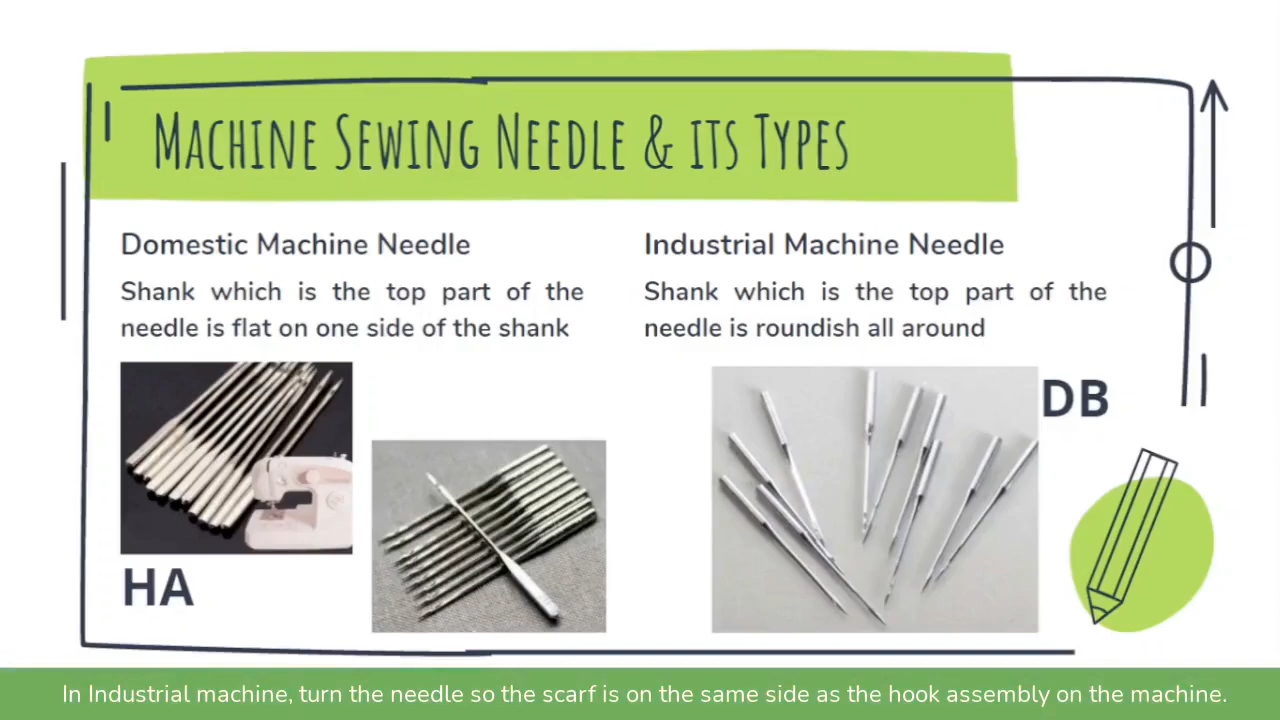 MACHINE SEWING NEEDLE & ITS TYPES
Domestic Machine Needle
Shank which is the top part of the
needle is flat on one side of the shank
HA
Industrial Machine Needle
Shank which is the top part of the
needle is roundish all around
DB
In Industrial machine, turn the needle so the scarf is on the same side as the hook assembly on the machine.